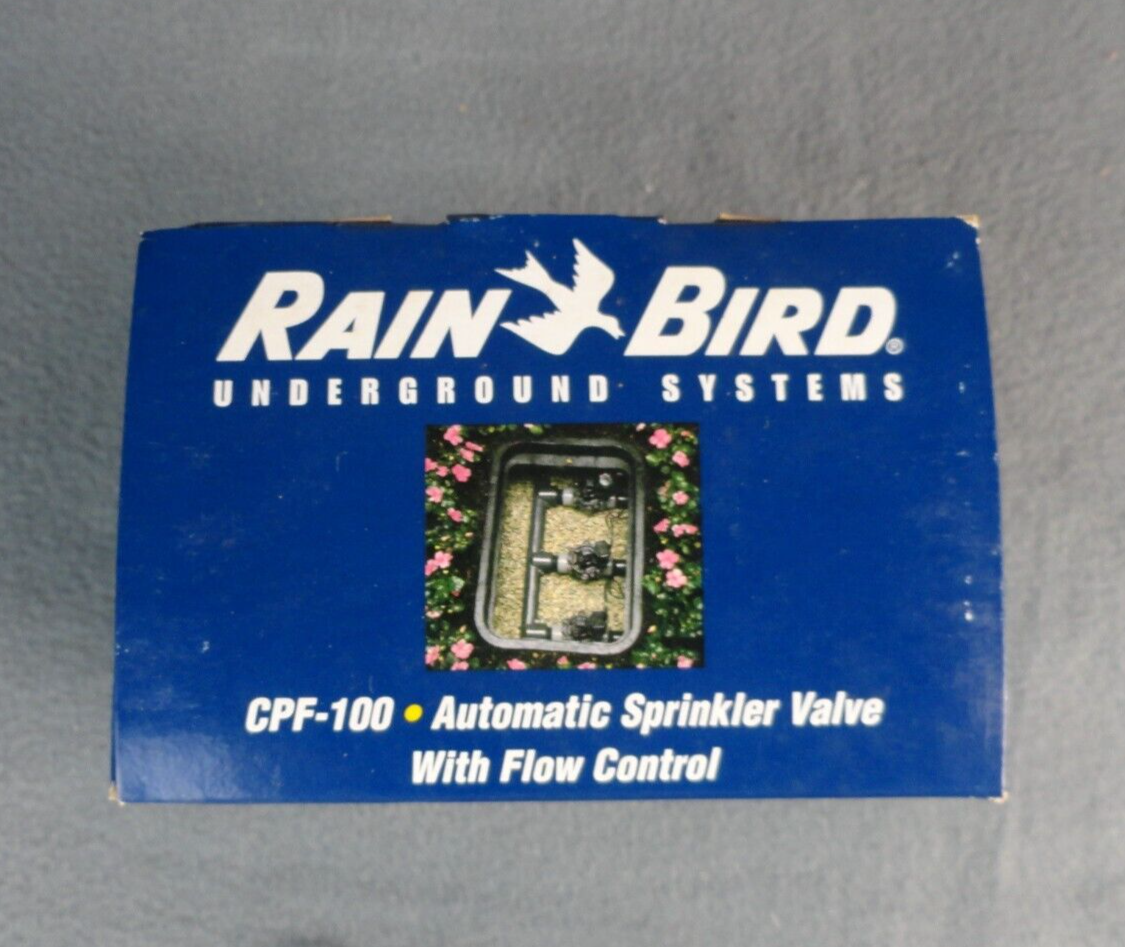 RAIN BIRD®
UNDERGROUND SYSTEMS
CPF-100 • Automatic Sprinkler Valve
With Flow Control